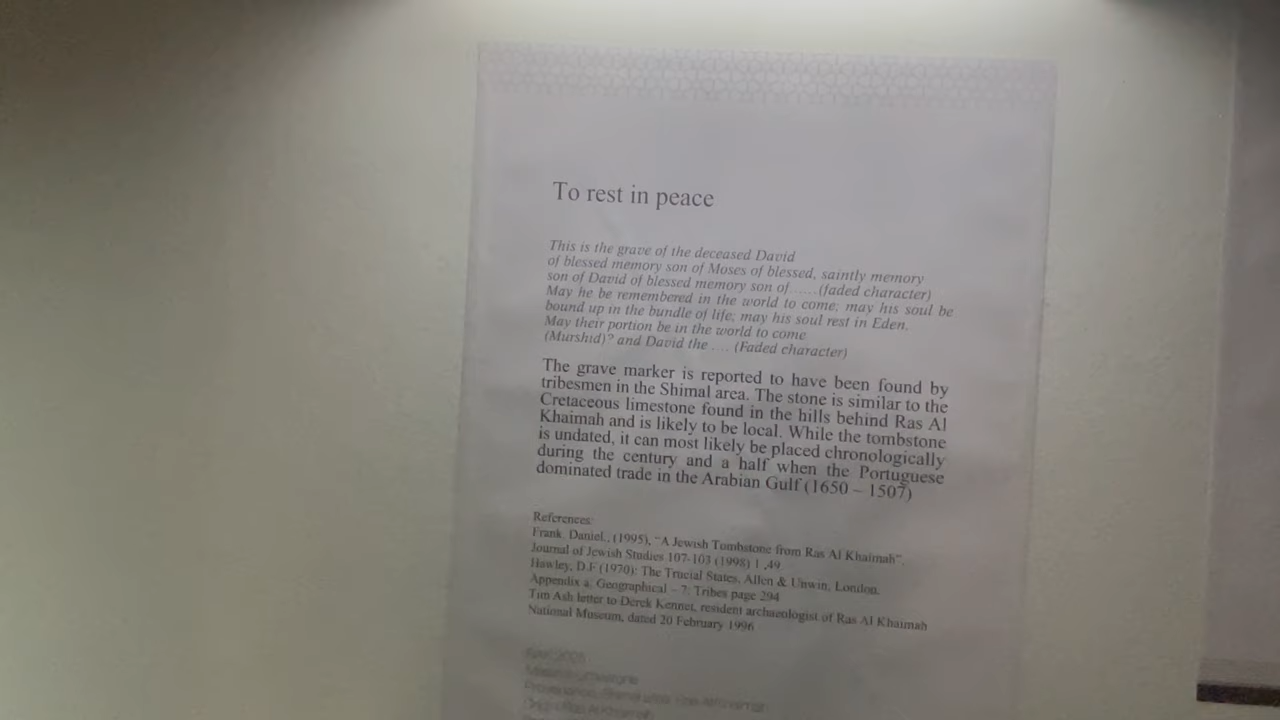 To rest in peace
This is the grave of the deceased David
of blessed memory son of Moses of blessed, saintly memory
son of David of blessed memory son of......(faded character)
May he be remembered in the world to come; may his soul be
bound up in the bundle of life; may his soul rest in Eden.
May their portion be in the world to come
(Murshid)? and David the .... (Faded character)
The grave marker is reported to have been found by
tribesmen in the Shimal area. The stone is similar to the
Cretaceous limestone found in the hills behind Ras Al
Khaimah and is likely to be local. While the tombstone
is undated, it can most likely be placed chronologically
during the century and a half when the Portuguese
dominated trade in the Arabian Gulf (1650 – 1507)
References:
Frank, Daniel., (1995), "A Jewish Tombstone from Ras Al Khaimah".
Journal of Jewish Studies 107-103 (1998) 1 ,49
Hawley, D.F (1970): The Trucial States, Allen & Unwin, London.
Appendix a: Geographical – 7: Tribes page 294
Tim Ash letter to Derek Kennet, resident archaeologist of Ras Al Khaimah
National Museum, dated 20 February 1996